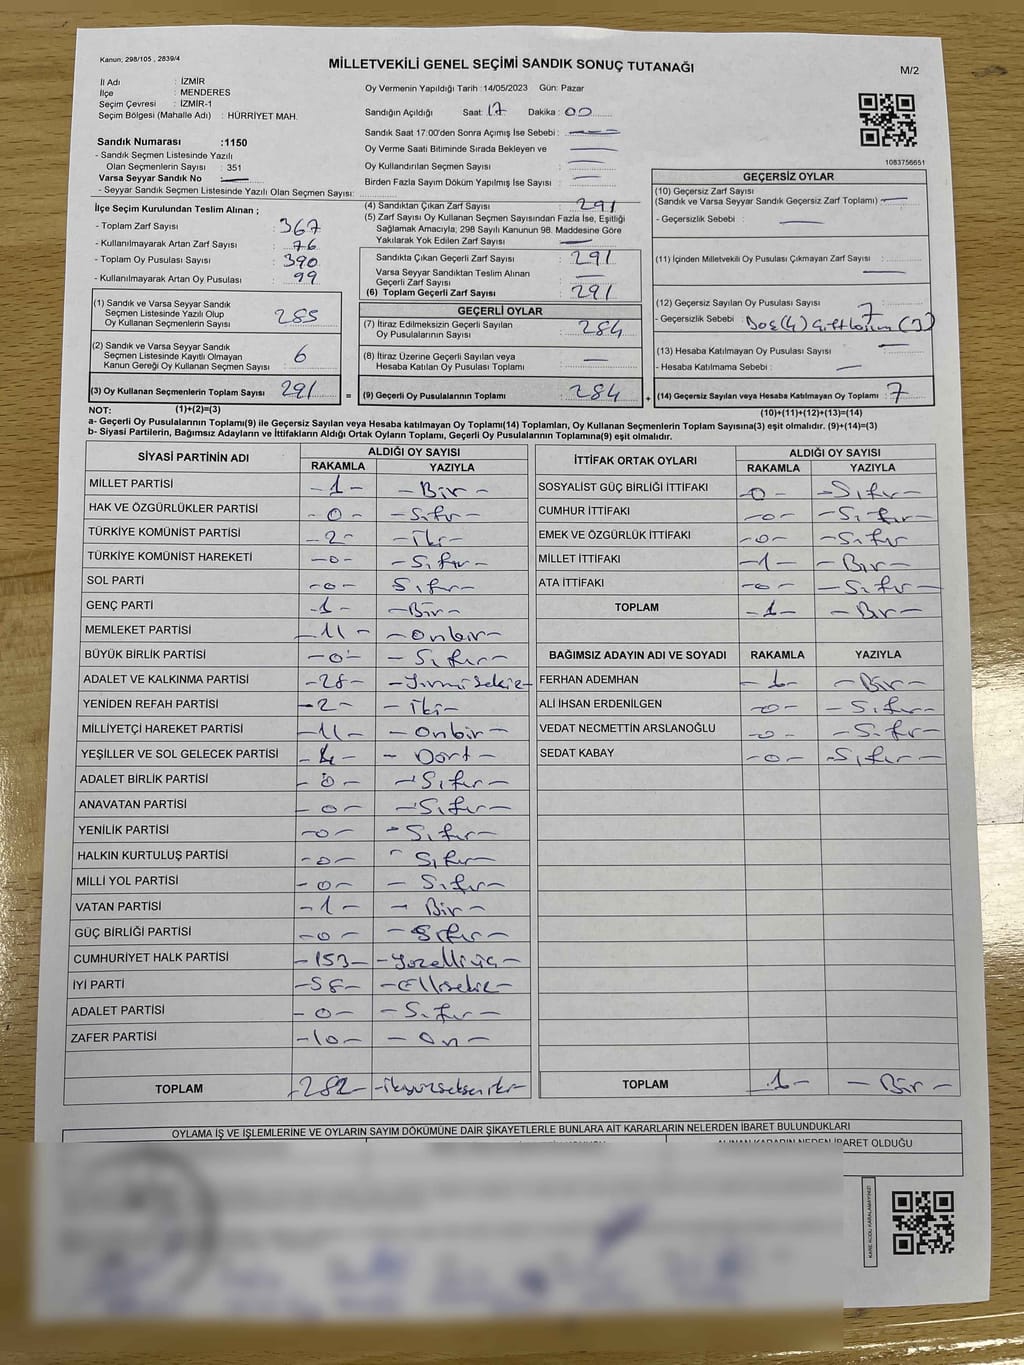 Kanun; 298/105 , 2839/4
MİLLETVEKİLİ GENEL SEÇİMİ SANDIK SONUÇ TUTANAĞI
M/2
İl Adı : İZMİR
İlçe : MENDERES
Seçim Çevresi : İZMİR-1
Seçim Bölgesi (Mahalle Adı) : HÜRRİYET MAH.
Sandık Numarası :1150
- Sandık Seçmen Listesinde Yazılı
Olan Seçmenlerin Sayısı : 351
Varsa Seyyar Sandık No
- Seyyar Sandık Seçmen Listesinde Yazılı Olan Seçmen Sayısı:
Oy Vermenin Yapıldığı Tarih : 14/05/2023 Gün: Pazar
Sandığın Açıldığı Saat: 17 Dakika : 00
Sandık Saat 17:00'den Sonra Açımış İse Sebebi :
Oy Verme Saati Bitiminde Sırada Bekleyen ve
Oy Kullandırılan Seçmen Sayısı :
Birden Fazla Sayım Döküm Yapılmış İse Sayısı :
1083756651
İlçe Seçim Kurulundan Teslim Alınan ;
- Toplam Zarf Sayısı : 367
- Kullanılmayarak Artan Zarf Sayısı : 76
- Toplam Oy Pusulası Sayısı : 390
- Kullanılmayarak Artan Oy Pusulası : 99
(1) Sandık ve Varsa Seyyar Sandık
Seçmen Listesinde Yazılı Olup
Oy Kullanan Seçmenlerin Sayısı : 285
(2) Sandık ve Varsa Seyyar Sandık
Seçmen Listesinde Kayıtlı Olmayan
Kanun Gereği Oy Kullanan Seçmen Sayısı : 6
(3) Oy Kullanan Seçmenlerin Toplam Sayısı : 291
(4) Sandıktan Çıkan Zarf Sayısı : 291
(5) Zarf Sayısı Oy Kullanan Seçmen Sayısından Fazla İse, Eşitliği
Sağlamak Amacıyla; 298 Sayılı Kanunun 98. Maddesine Göre
Yakılarak Yok Edilen Zarf Sayısı :
Sandıkta Çıkan Geçerli Zarf Sayısı : 291
Varsa Seyyar Sandıktan Teslim Alınan
Geçerli Zarf Sayısı :
(6) Toplam Geçerli Zarf Sayısı : 291
GEÇERLİ OYLAR
(7) İtiraz Edilmeksizin Geçerli Sayılan
Oy Pusulalarının Sayısı : 284
(8) İtiraz Üzerine Geçerli Sayılan veya
Hesaba Katılan Oy Pusulası Toplamı :
= (9) Geçerli Oy Pusulalarının Toplamı : 284 +
GEÇERSİZ OYLAR
(10) Geçersiz Zarf Sayısı
(Sandık ve Varsa Seyyar Sandık Geçersiz Zarf Toplamı)
- Geçersizlik Sebebi :
(11) İçinden Milletvekili Oy Pusulası Çıkmayan Zarf Sayısı :
(12) Geçersiz Sayılan Oy Pusulası Sayısı : 7
- Geçersizlik Sebebi : Boş(4) Çift basım (3)
(13) Hesaba Katılmayan Oy Pusulası Sayısı :
- Hesaba Katılmama Sebebi :
(14) Geçersiz Sayılan veya Hesaba Katılmayan Oy Toplamı : 7
NOT: (1)+(2)=(3)
(10)+(11)+(12)+(13)=(14)
a- Geçerli Oy Pusulalarının Toplamı(9) ile Geçersiz Sayılan veya Hesaba katılmayan Oy Toplamı(14) Toplamları, Oy Kullanan Seçmenlerin Toplam Sayısına(3) eşit olmalıdır. (9)+(14)=(3)
b- Siyasi Partilerin, Bağımsız Adayların ve İttifakların Aldığı Ortak Oyların Toplamı, Geçerli Oy Pusulalarının Toplamına(9) eşit olmalıdır.
SİYASİ PARTİNİN ADI ALDIĞI OY SAYISI
RAKAMLA YAZIYLA
MİLLET PARTİSİ -1- -Bir-
HAK VE ÖZGÜRLÜKLER PARTİSİ -0- -Sıfır-
TÜRKİYE KOMÜNİST PARTİSİ -2- -İki-
TÜRKİYE KOMÜNİST HAREKETİ -0- -Sıfır-
SOL PARTİ -0- Sıfır-
GENÇ PARTİ -1- -Bir-
MEMLEKET PARTİSİ -11- -Onbir-
BÜYÜK BİRLİK PARTİSİ -0- -Sıfır-
ADALET VE KALKINMA PARTİSİ -28- -Yirmisekiz-
YENİDEN REFAH PARTİSİ -2- -İki-
MİLLİYETÇİ HAREKET PARTİSİ -11- -Onbir-
YEŞİLLER VE SOL GELECEK PARTİSİ -4- -Dört-
ADALET BİRLİK PARTİSİ -0- -Sıfır-
ANAVATAN PARTİSİ -0- -Sıfır-
YENİLİK PARTİSİ -0- -Sıfır-
HALKIN KURTULUŞ PARTİSİ -0- -Sıfır-
MİLLİ YOL PARTİSİ -0- -Sıfır-
VATAN PARTİSİ -1- -Bir-
GÜÇ BİRLİĞİ PARTİSİ -0- -Sıfır-
CUMHURİYET HALK PARTİSİ -153- -Yüzelliüç-
İYİ PARTİ -58- -Ellisekiz-
ADALET PARTİSİ -0- -Sıfır-
ZAFER PARTİSİ -10- -On-
TOPLAM -282- -İkiyüzseksen iki-
İTTİFAK ORTAK OYLARI ALDIĞI OY SAYISI
RAKAMLA YAZIYLA
SOSYALİST GÜÇ BİRLİĞİ İTTİFAKI -0- -Sıfır-
CUMHUR İTTİFAKI -0- -Sıfır-
EMEK VE ÖZGÜRLÜK İTTİFAKI -0- -Sıfır
MİLLET İTTİFAKI -1- -Bir-
ATA İTTİFAKI -0- -Sıfır-
TOPLAM -1- -Bir-
BAĞIMSIZ ADAYIN ADI VE SOYADI RAKAMLA YAZIYLA
FERHAN ADEMHAN -1- -Bir-
ALİ İHSAN ERDENİLGEN -0- -Sıfır-
VEDAT NECMETTİN ARSLANOĞLU -0- -Sıfır-
SEDAT KABAY -0- -Sıfır-
TOPLAM -1- -Bir-
OYLAMA İŞ VE İŞLEMLERİNE VE OYLARIN SAYIM DÖKÜMÜNE DAİR ŞİKAYETLERLE BUNLARA AİT KARARLARIN NELERDEN İBARET BULUNDUKLARI
ALINAN KARARIN NEDEN İBARET OLDUĞU
KARE KODU KARALAMAYINIZ!